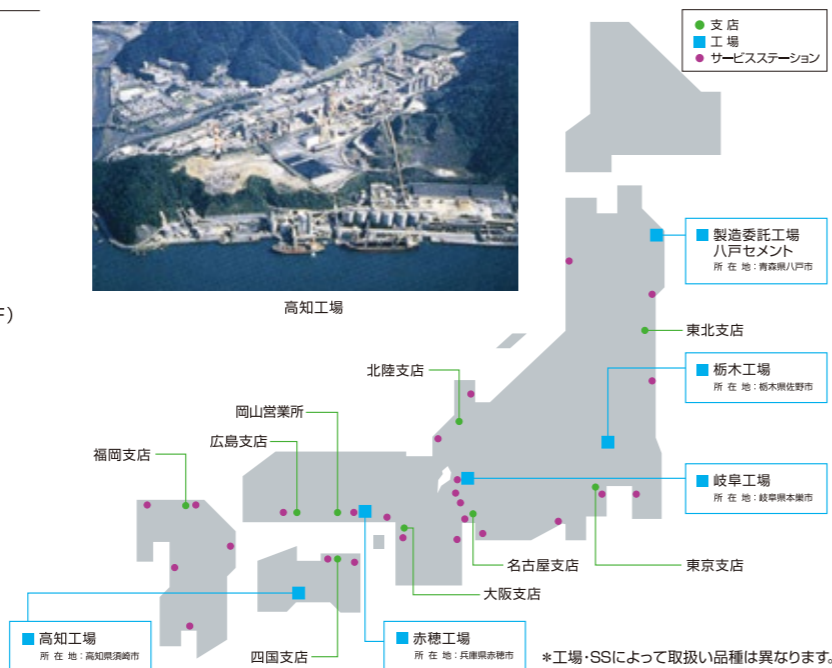 支店
工場
サービスステーション
高知工場
F)
製造委託工場
八戸セメント
所在地：青森県八戸市
東北支店
栃木工場
所在地：栃木県佐野市
北陸支店
岡山営業所
広島支店
福岡支店
岐阜工場
所在地：岐阜県本巣市
名古屋支店
東京支店
大阪支店
高知工場
所在地：高知県須崎市
四国支店
赤穂工場
所在地：兵庫県赤穂市
＊工場・SSによって取扱い品種は異なります。